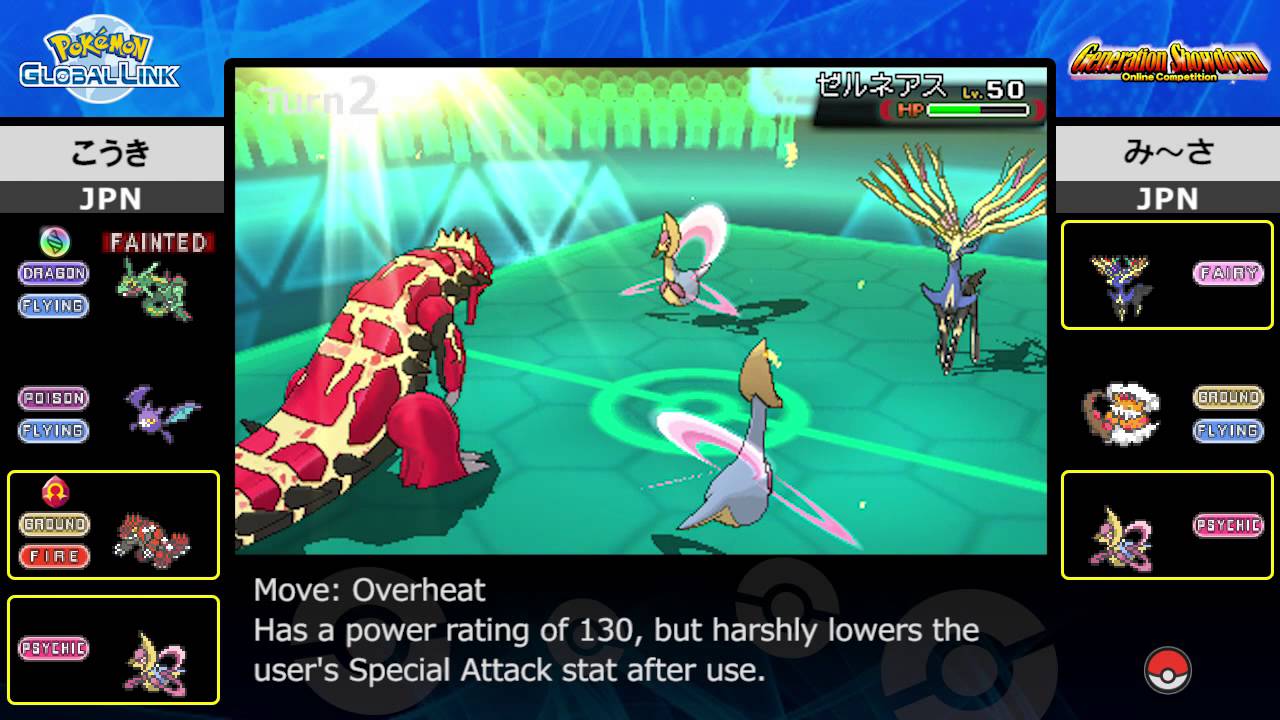 Pokémon
GLOBAL LINK
Generation Showdown
Online Competition
こうき
JPN
FAINTED
DRAGON
FLYING
POISON
FLYING
GROUND
FIRE
PSYCHIC
Turn2
ゼルネアス Lv.50
HP
み～さ
JPN
FAIRY
GROUND
FLYING
PSYCHIC
Move: Overheat
Has a power rating of 130, but harshly lowers the
user's Special Attack stat after use.